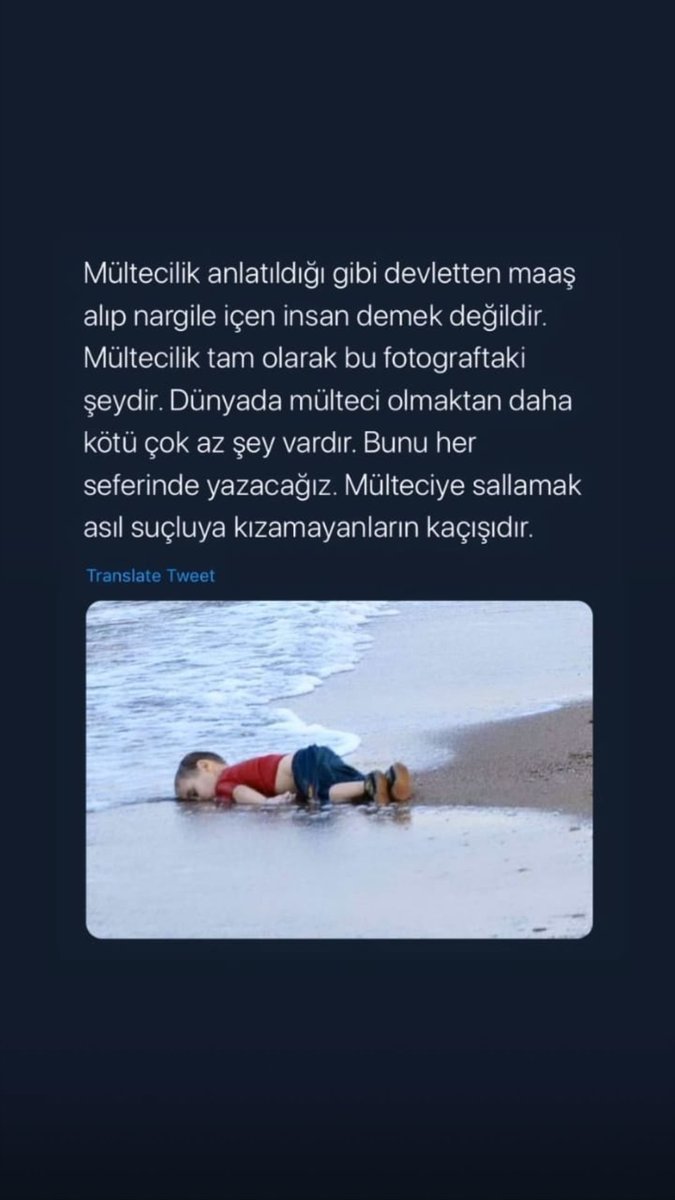 Mültecilik anlatıldığı gibi devletten maaş
alıp nargile içen insan demek değildir.
Mültecilik tam olarak bu fotograftaki
şeydir. Dünyada mülteci olmaktan daha
kötü çok az şey vardır. Bunu her
seferinde yazacağız. Mülteciye sallamak
asıl suçluya kızamayanların kaçışıdır.
Translate Tweet